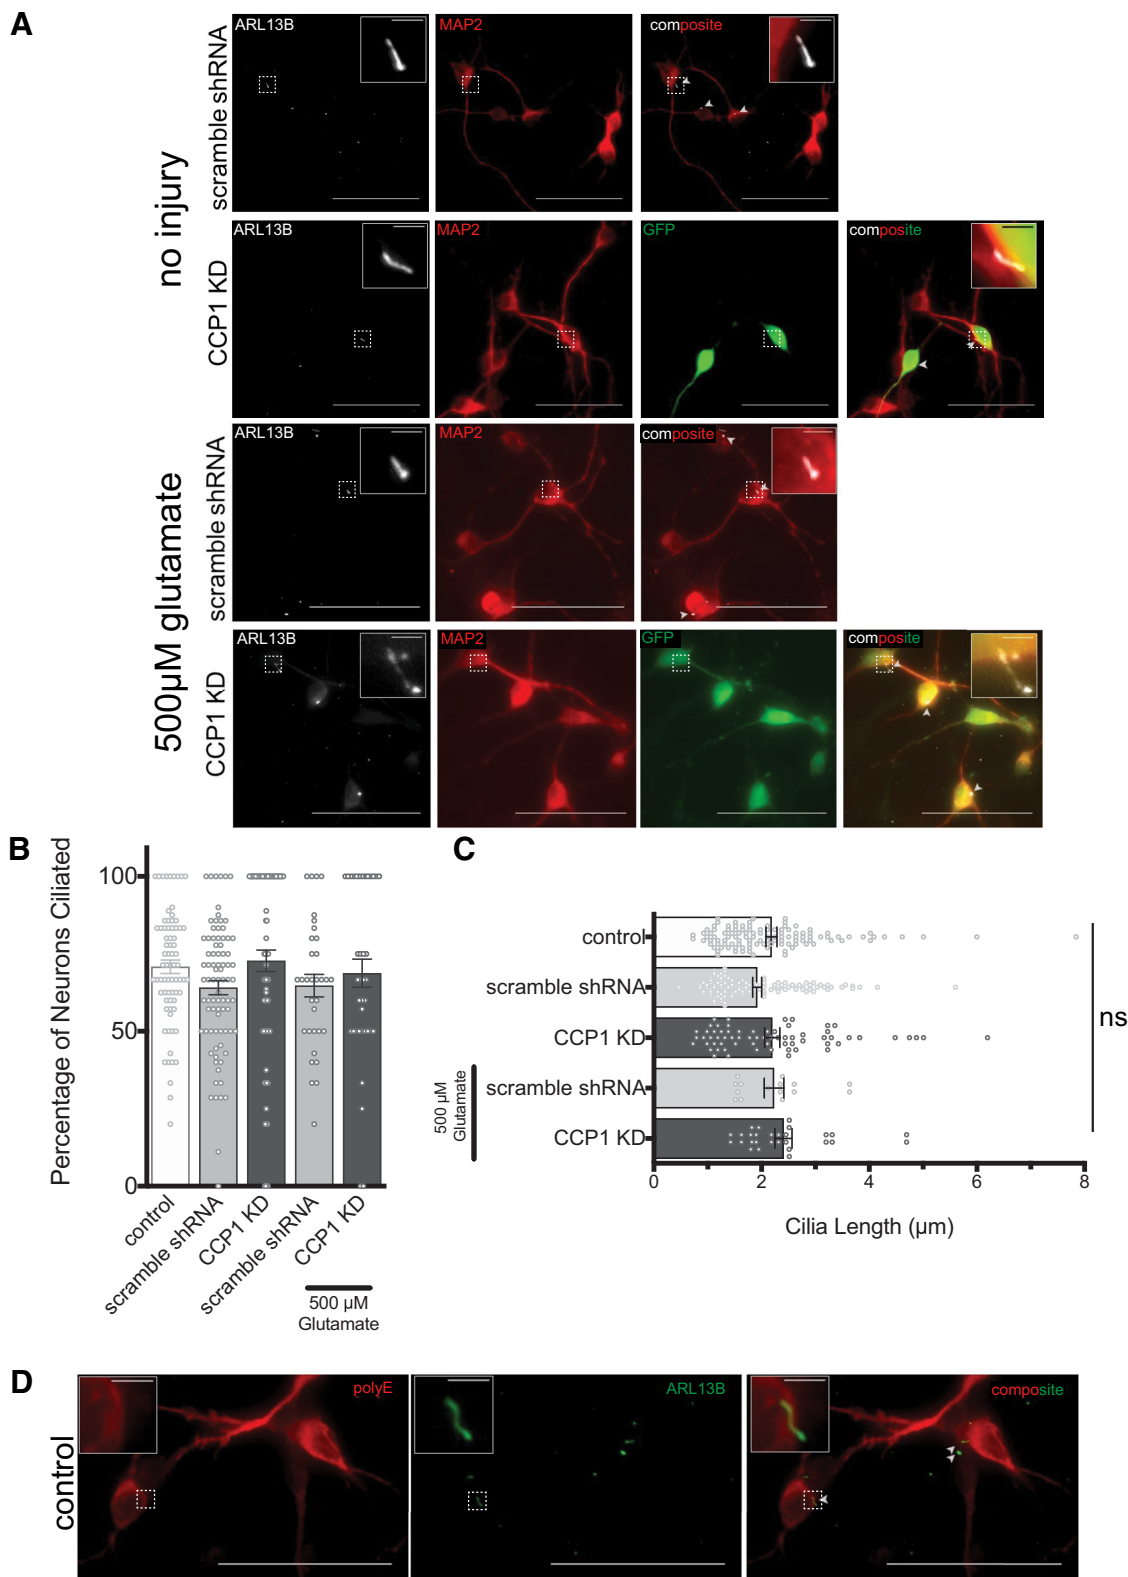 A
no injury
scramble shRNA
ARL13B
MAP2
composite
CCP1 KD
ARL13B
MAP2
GFP
composite
500µM glutamate
scramble shRNA
ARL13B
MAP2
composite
CCP1 KD
ARL13B
MAP2
GFP
composite
B
Percentage of Neurons Ciliated
100
50
0
control
scramble shRNA
CCP1 KD
scramble shRNA
CCP1 KD
500 µM
Glutamate
C
control
scramble shRNA
CCP1 KD
scramble shRNA
CCP1 KD
500 µM
Glutamate
ns
0 2 4 6 8
Cilia Length (µm)
D
control
polyE
ARL13B
composite